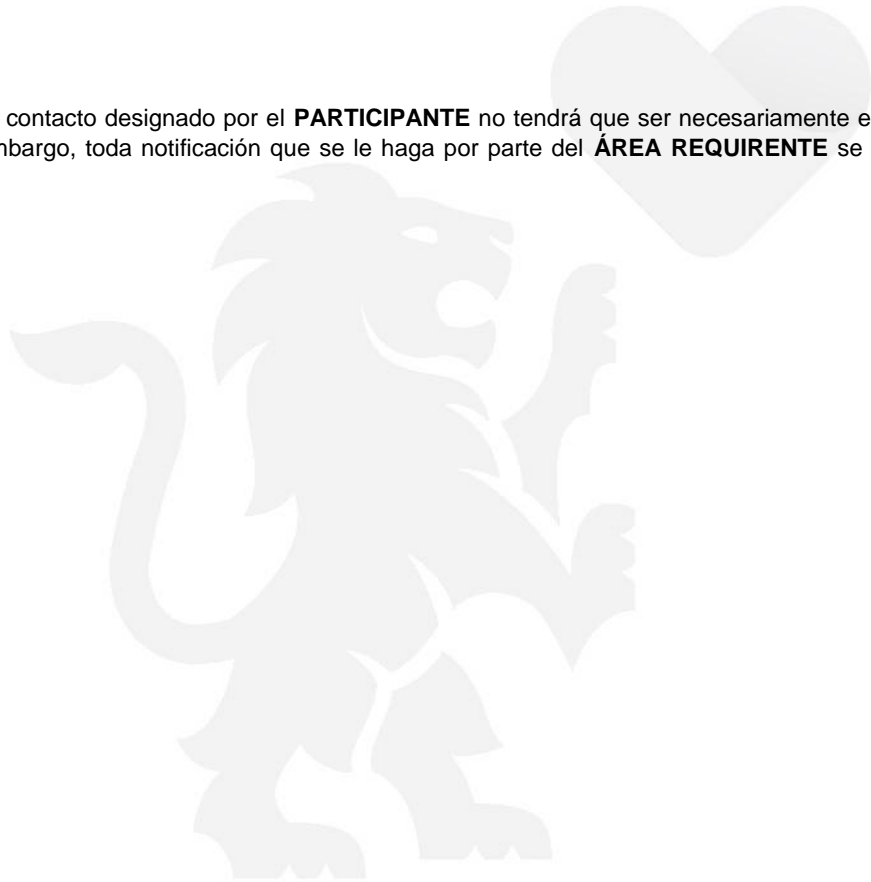 contacto designado por el PARTICIPANTE no tendrá que ser necesariamente e
mbargo, toda notificación que se le haga por parte del ÁREA REQUIRENTE se